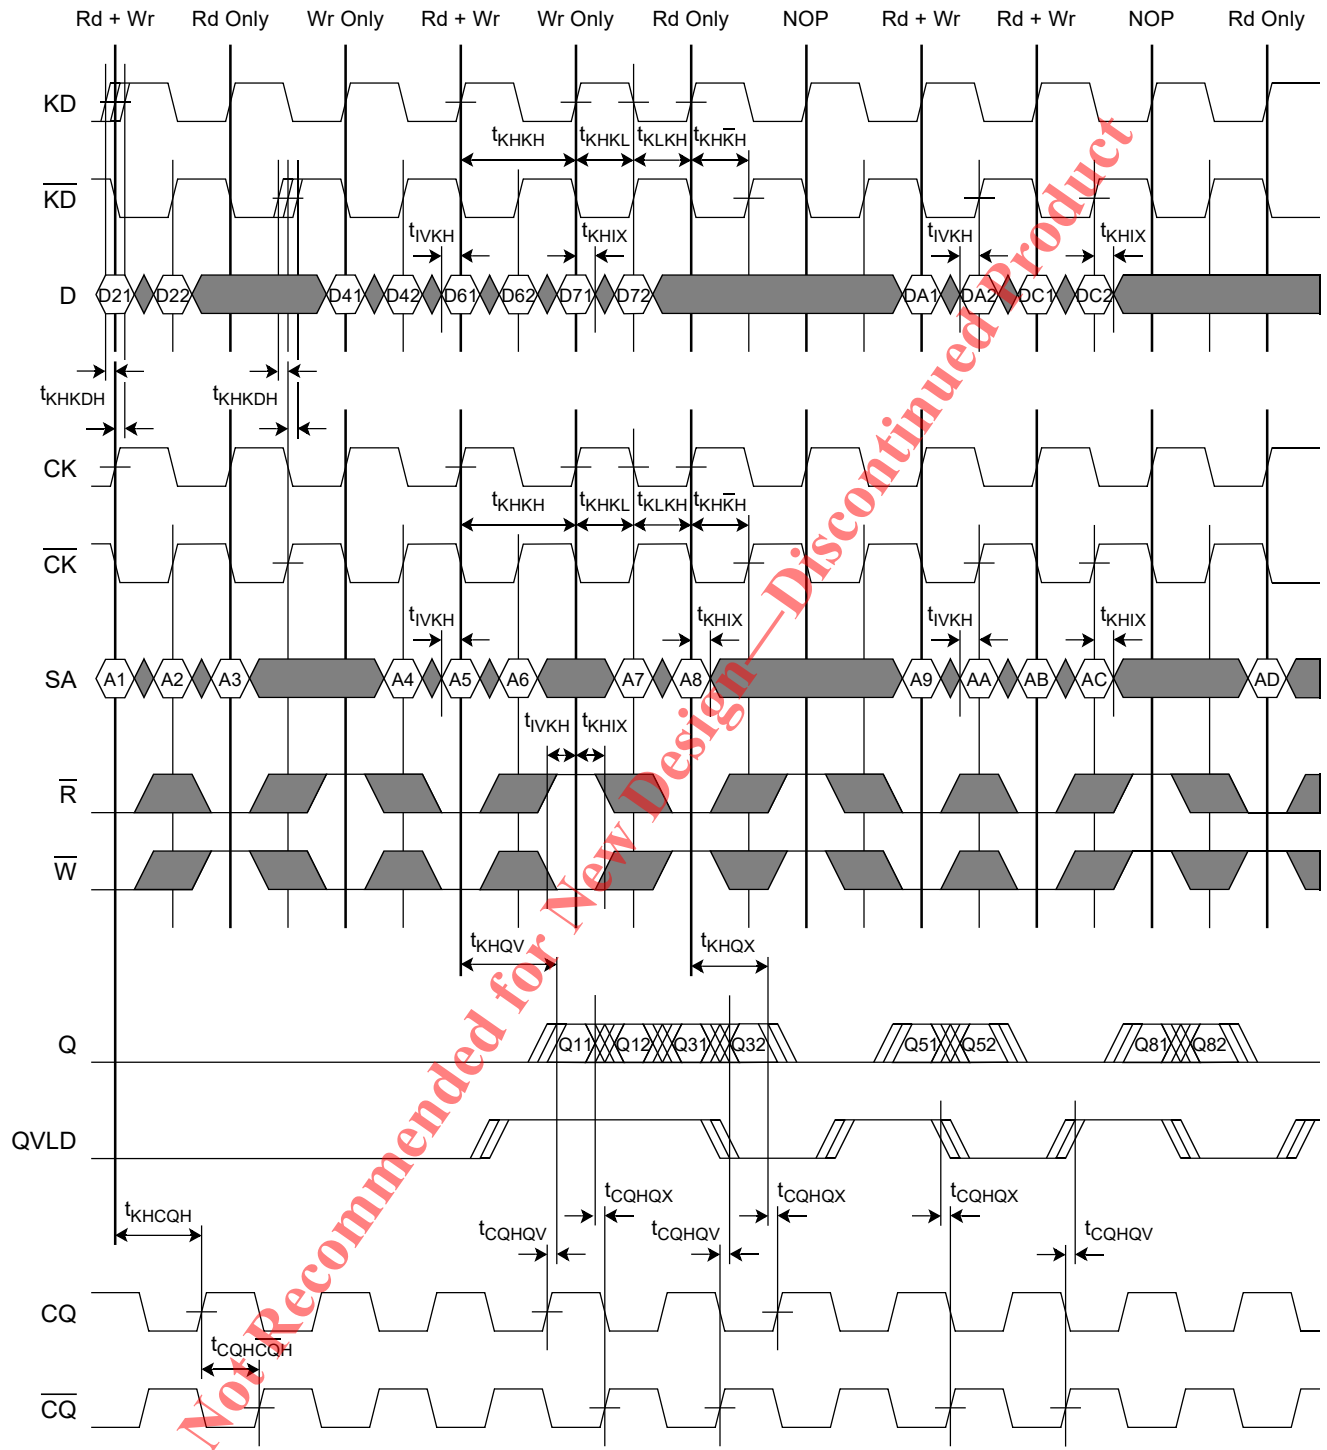 Rd + Wr Rd Only Wr Only Rd + Wr Wr Only Rd Only NOP Rd + Wr Rd + Wr NOP Rd Only
KD
tKHKH tKHKL tKLKH tKHK̅H
K̅D̅
tIVKH tKHIX tIVKH tKHIX
D D21 D22 D41 D42 D61 D62 D71 D72 DA1 DA2 DC1 DC2
tKHKDH tKHKDH
CK
tKHKH tKHKL tKLKH tKHK̅H
C̅K̅
tIVKH tKHIX tIVKH tKHIX
SA A1 A2 A3 A4 A5 A6 A7 A8 A9 AA AB AC AD
tIVKH tKHIX
R̅
W̅
tKHQV tKHQX
Q Q11 Q12 Q31 Q32 Q51 Q52 Q81 Q82
QVLD
tKHCQH tCQHQX tCQHQX tCQHQX
tCQHQV tCQHQV tCQHQV
CQ
tCQHC̅Q̅H
C̅Q̅
Not Recommended for New Design—Discontinued Product